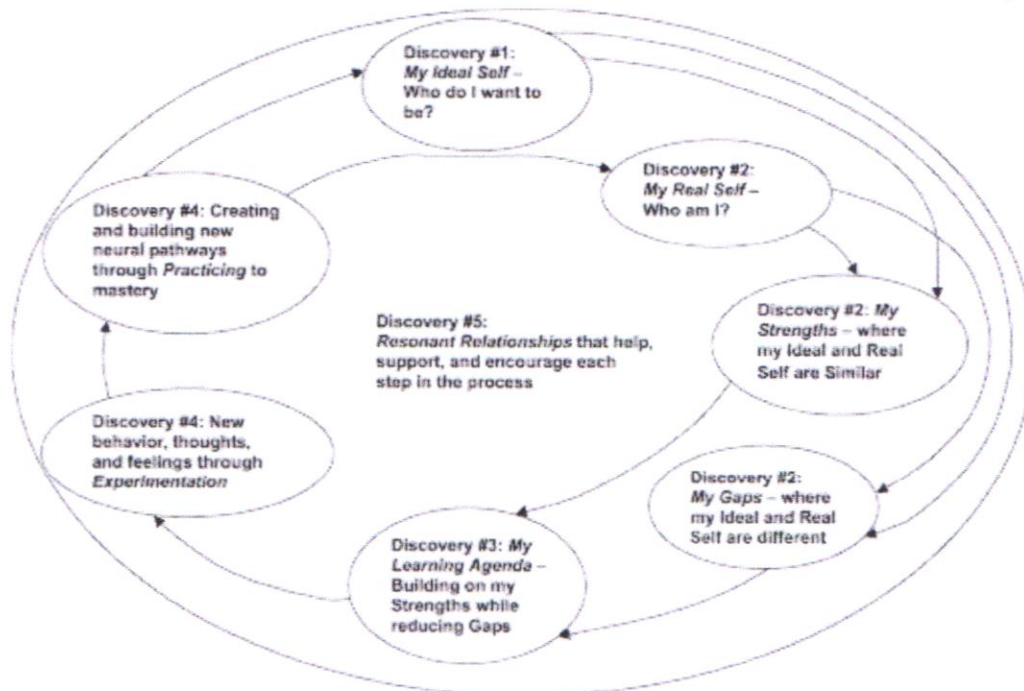 Discovery #1:
My Ideal Self –
Who do I want to
be?
Discovery #2:
My Real Self –
Who am I?
Discovery #2: My
Strengths – where
my Ideal and Real
Self are Similar
Discovery #2:
My Gaps – where
my Ideal and Real
Self are different
Discovery #3: My
Learning Agenda –
Building on my
Strengths while
reducing Gaps
Discovery #4: New
behavior, thoughts,
and feelings through
Experimentation
Discovery #4: Creating
and building new
neural pathways
through Practicing to
mastery
Discovery #5:
Resonant Relationships that help,
support, and encourage each
step in the process